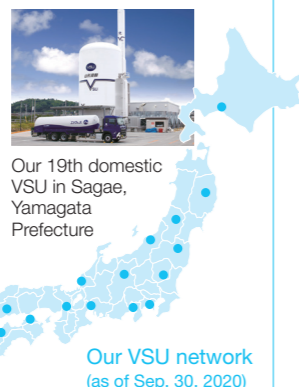 Our 19th domestic
VSU in Sagae,
Yamagata
Prefecture
Our VSU network
(as of Sep. 30, 2020)